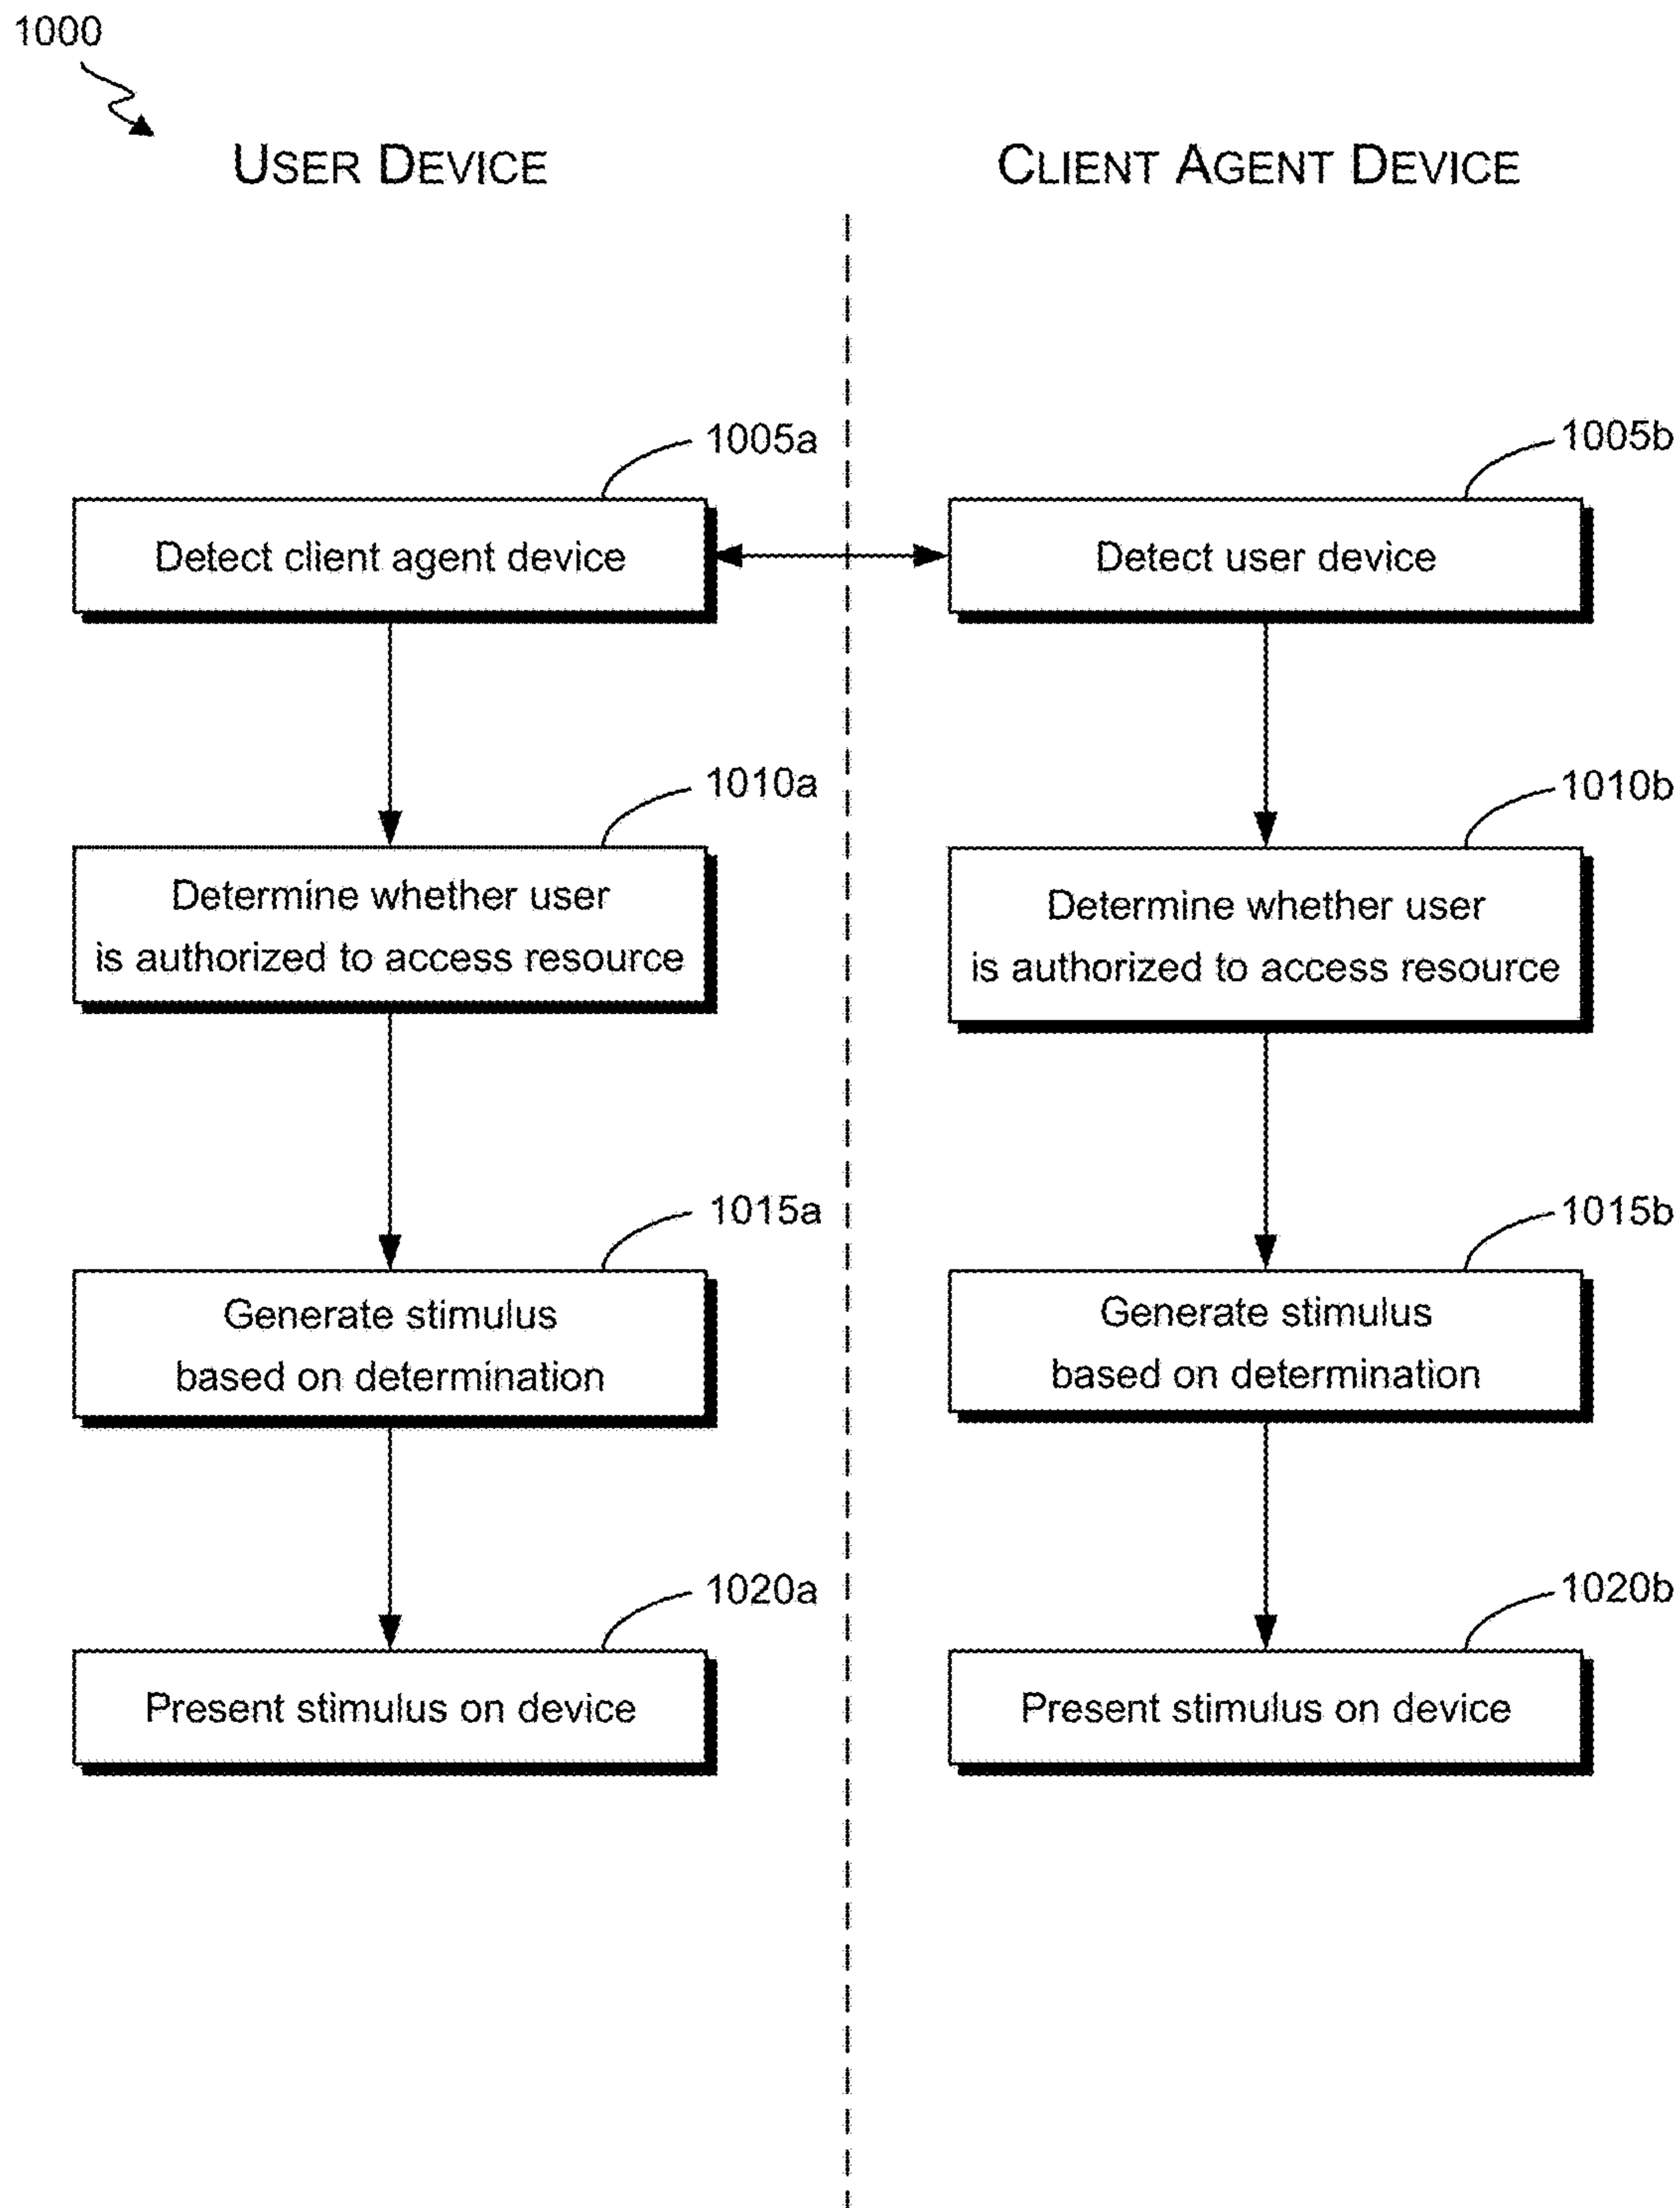 1000
USER DEVICE
CLIENT AGENT DEVICE
1005a
1005b
Detect client agent device
Detect user device
1010a
1010b
Determine whether user
is authorized to access resource
Determine whether user
is authorized to access resource
1015a
1015b
Generate stimulus
based on determination
Generate stimulus
based on determination
1020a
1020b
Present stimulus on device
Present stimulus on device